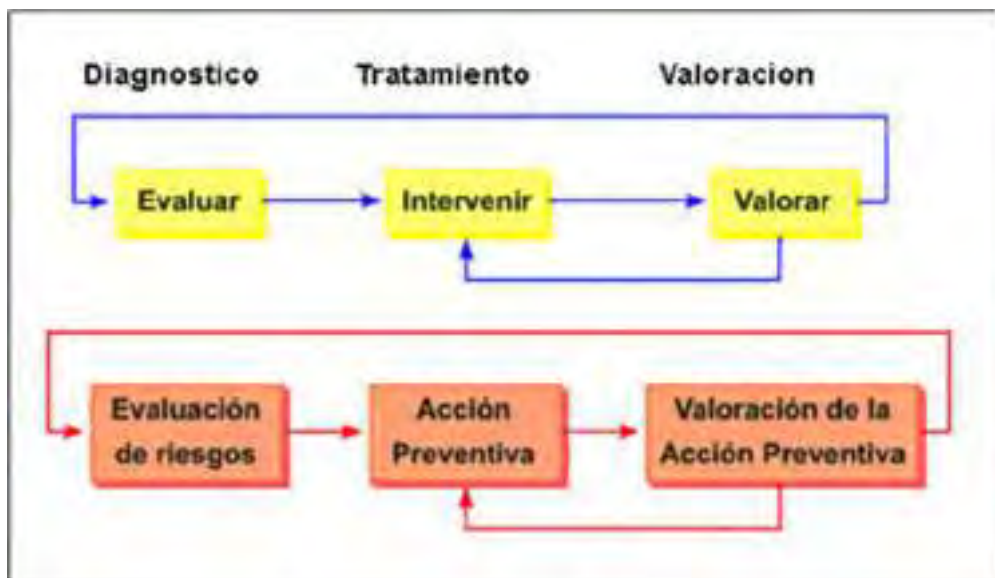 Diagnostico Tratamiento Valoracion
Evaluar Intervenir Valorar
Evaluación de riesgos
Acción Preventiva
Valoración de la Acción Preventiva